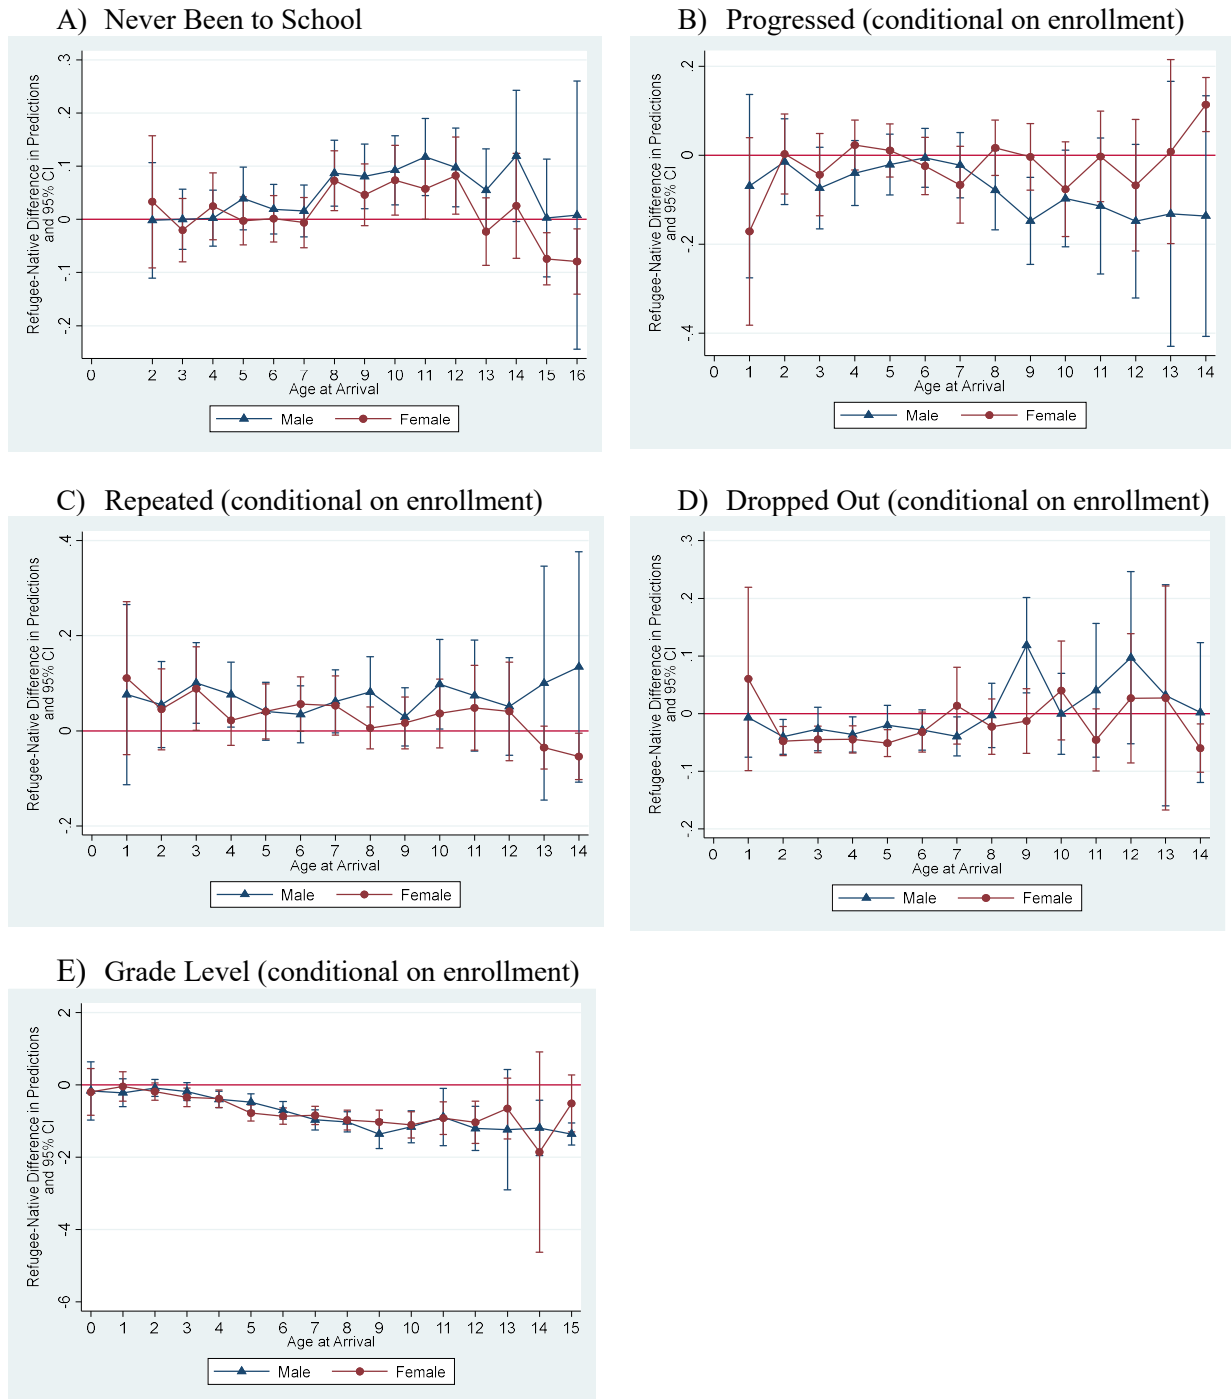 A) Never Been to School
Refugee-Native Difference in Predictions
and 95% CI
.3
.2
.1
0
-.1
-.2
0 2 3 4 5 6 7 8 9 10 11 12 13 14 15 16
Age at Arrival
Male Female
B) Progressed (conditional on enrollment)
Refugee-Native Difference in Predictions
and 95% CI
.2
0
-.2
-.4
0 1 2 3 4 5 6 7 8 9 10 11 12 13 14
Age at Arrival
Male Female
C) Repeated (conditional on enrollment)
Refugee-Native Difference in Predictions
and 95% CI
.4
.2
0
-.2
0 1 2 3 4 5 6 7 8 9 10 11 12 13 14
Age at Arrival
Male Female
D) Dropped Out (conditional on enrollment)
Refugee-Native Difference in Predictions
and 95% CI
.3
.2
.1
0
-.1
-.2
0 1 2 3 4 5 6 7 8 9 10 11 12 13 14
Age at Arrival
Male Female
E) Grade Level (conditional on enrollment)
Refugee-Native Difference in Predictions
and 95% CI
2
0
-2
-4
-6
0 1 2 3 4 5 6 7 8 9 10 11 12 13 14 15
Age at Arrival
Male Female